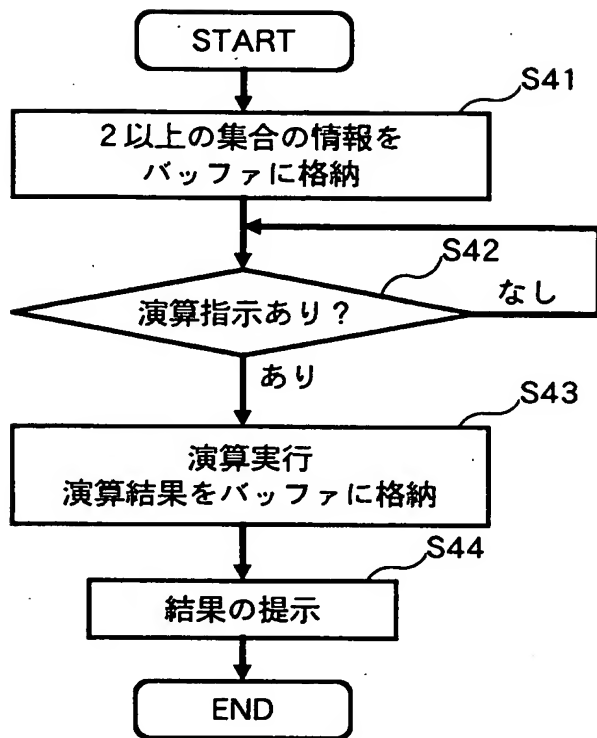 START
S41
2以上の集合の情報を
バッファに格納
S42
演算指示あり?
なし
あり
S43
演算実行
演算結果をバッファに格納
S44
結果の提示
END